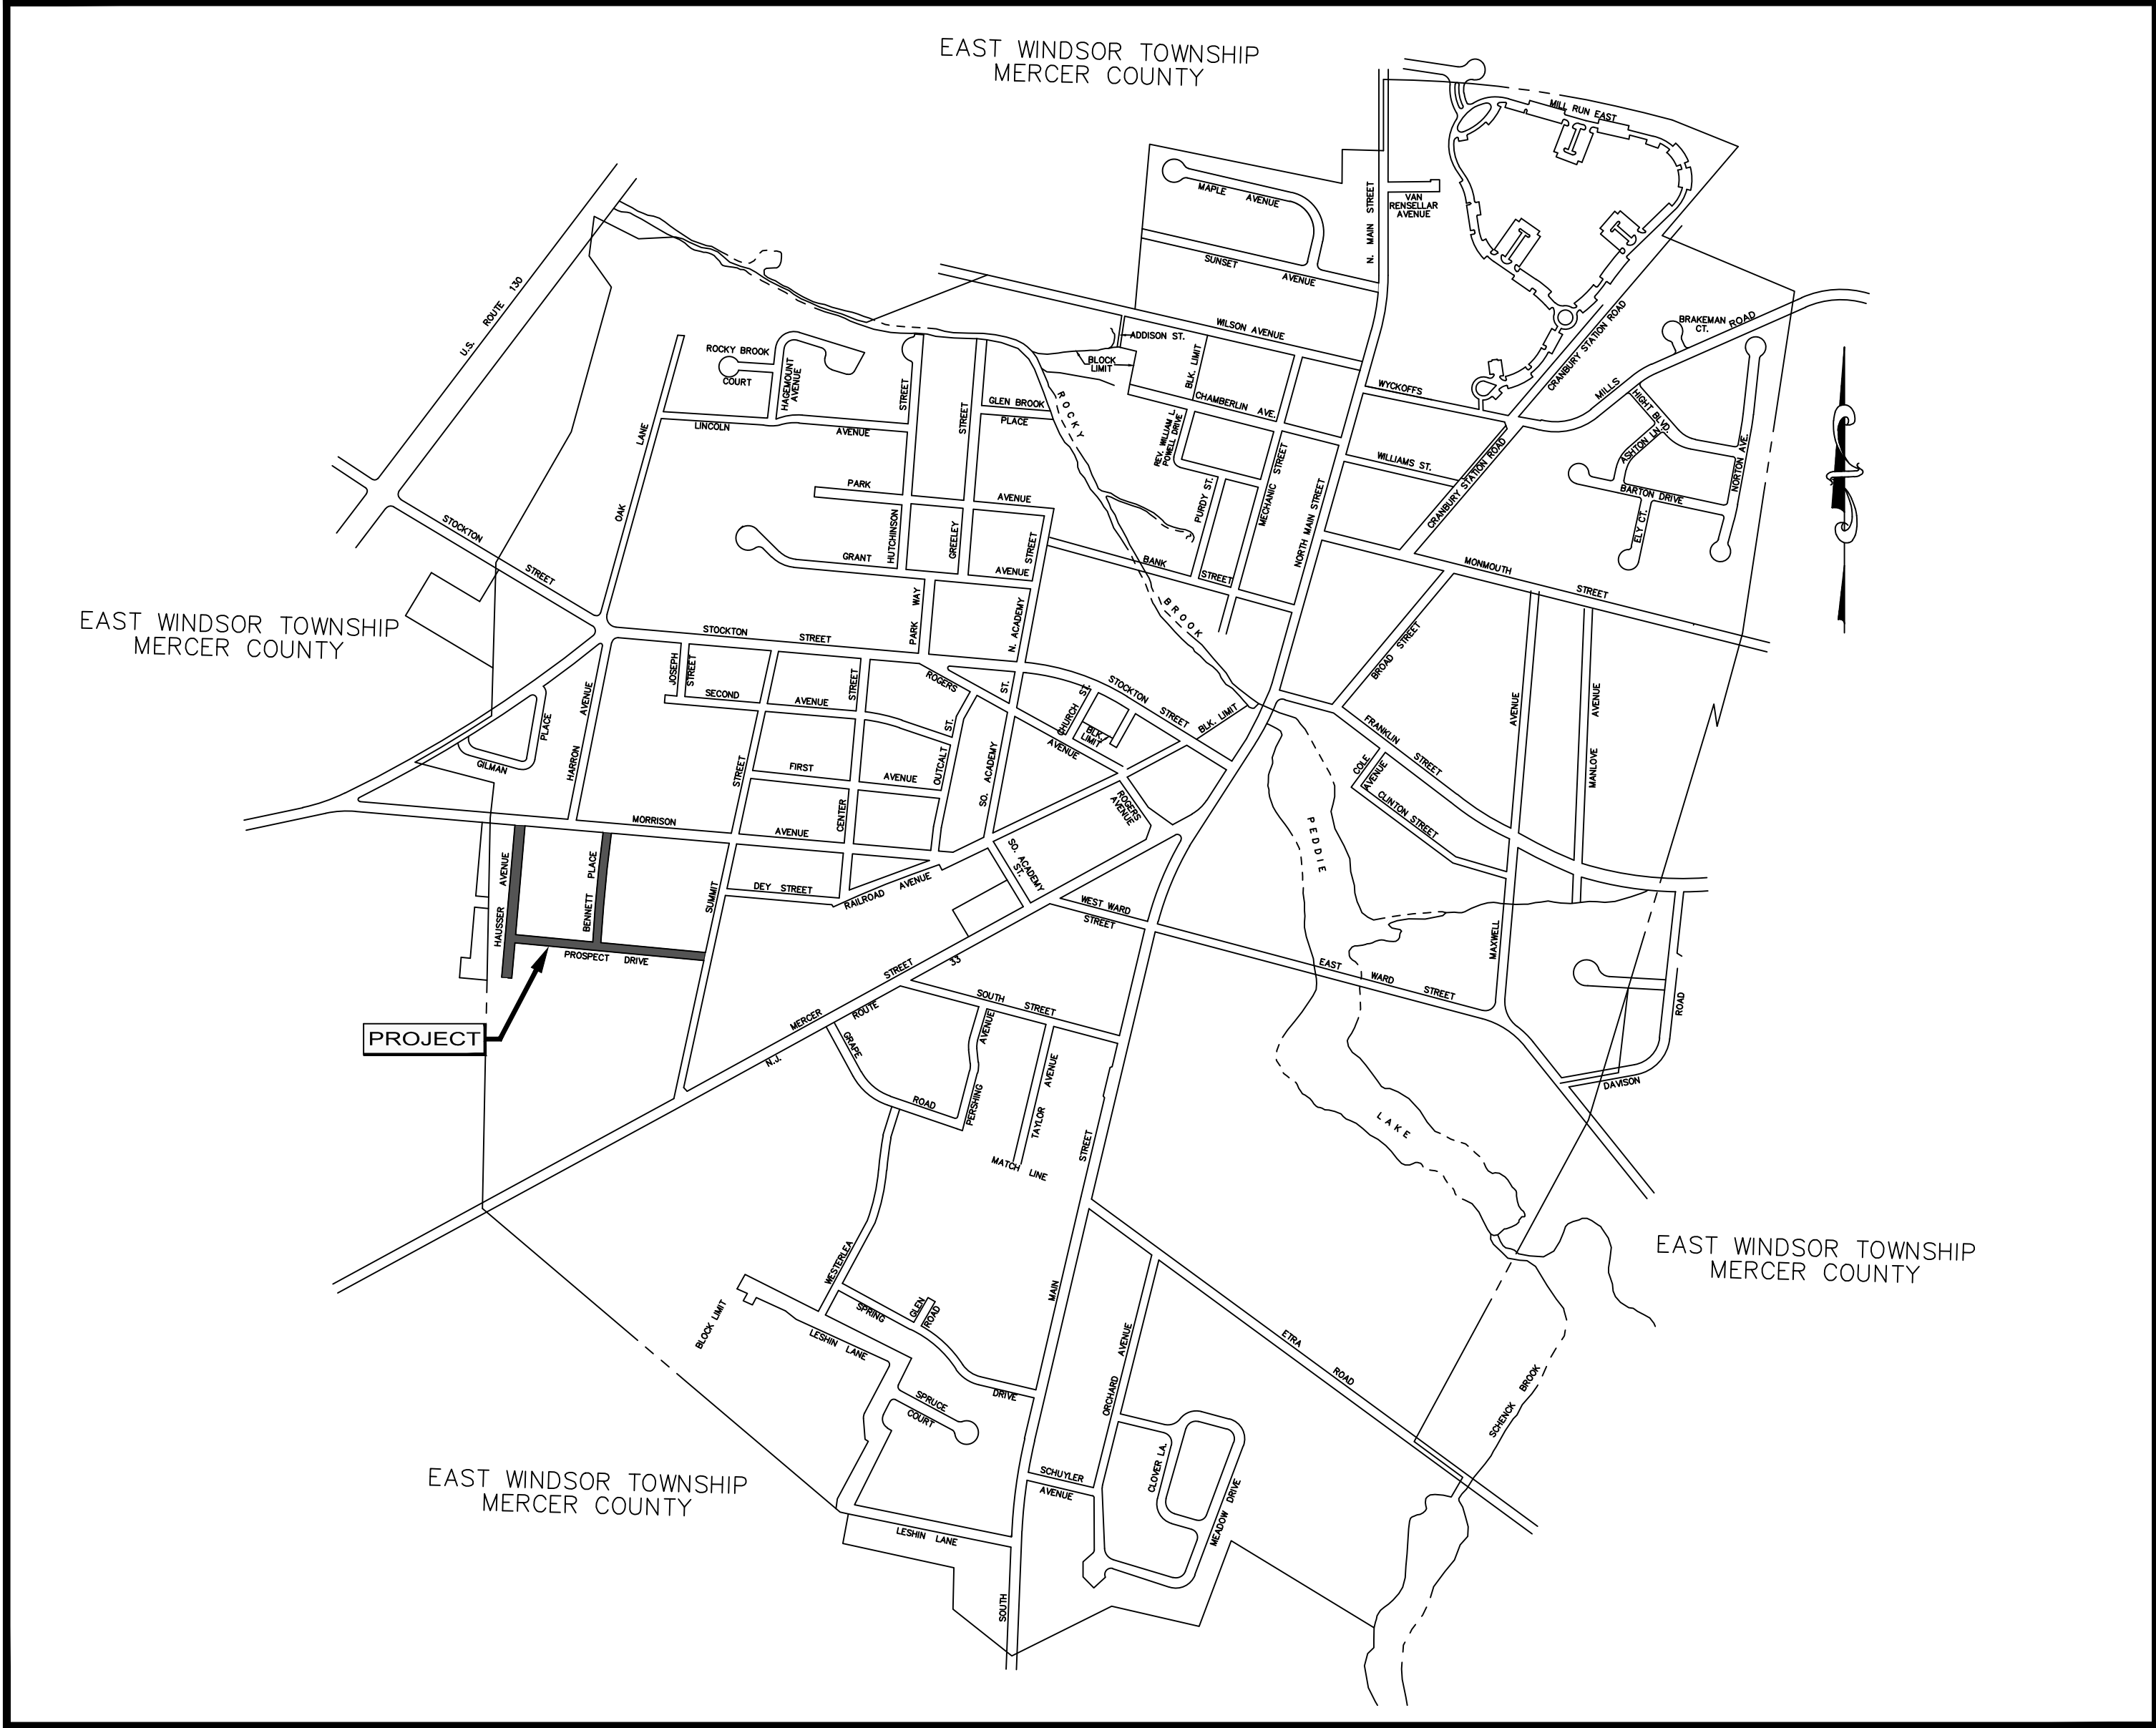 EAST WINDSOR TOWNSHIP
MERCER COUNTY
MILL RUN EAST
MAPLE AVENUE
N. MAIN STREET
VAN
RENSELLAR
AVENUE
SUNSET AVENUE
U.S. ROUTE 130
WILSON AVENUE
ADDISON ST.
BLOCK
LIMIT
BLK. LIMIT
CRANBURY STATION ROAD
BRAKEMAN
CT.
MILLS ROAD
ROCKY BROOK
COURT
HAGEMOUNT
AVENUE
STREET
STREET
GLEN BROOK
PLACE
ROCKY
CHAMBERLIN AVE.
WYCKOFFS
HIGHT BLVD.
ASHTON LN.
NORTON AVE.
LINCOLN AVENUE
OAK LANE
REV. WILLIAM L.
POWELL DRIVE
WILLIAMS ST.
CRANBURY STATION ROAD
BARTON DRIVE
ELY CT.
PARK AVENUE
HUTCHINSON
GREELEY
STREET
PURDY ST.
MECHANIC STREET
NORTH MAIN STREET
STOCKTON STREET
GRANT AVENUE
BANK STREET
MONMOUTH STREET
EAST WINDSOR TOWNSHIP
MERCER COUNTY
PARK WAY
N. ACADEMY
BROOK
BROAD STREET
STOCKTON STREET
JOSEPH
STREET
SECOND AVENUE
STREET
ROGERS
ST.
STOCKTON STREET
CHURCH ST.
BLK.
LIMIT
BLK. LIMIT
AVENUE
FRANKLIN STREET
AVENUE
MANLOVE AVENUE
HARRON AVENUE
PLACE
GILMAN
STREET
FIRST AVENUE
OUTCALT ST.
SO. ACADEMY
ROGERS
AVENUE
COLE
AVENUE
CLINTON STREET
MORRISON AVENUE
CENTER
PEDDIE
HAUSSER AVENUE
BENNETT PLACE
SUMMIT
DEY STREET
RAILROAD AVENUE
SO. ACADEMY
ST.
WEST WARD
STREET
MAXWELL
PROSPECT DRIVE
EAST WARD STREET
PROJECT
MERCER STREET
N.J. ROUTE 33
SOUTH STREET
ROAD
GRAPE ROAD
PERSHING AVENUE
TAYLOR AVENUE
DAVISON
LAKE
MATCH LINE
STREET
EAST WINDSOR TOWNSHIP
MERCER COUNTY
WESTERLEA
BLOCK LIMIT
SPRING
GLEN
ROAD
MAIN
LESHIN LANE
DRIVE
ORCHARD AVENUE
ETRA ROAD
SCHENCK BROOK
SPRUCE
COURT
CLOVER LA.
MEADOW DRIVE
SCHUYLER
AVENUE
EAST WINDSOR TOWNSHIP
MERCER COUNTY
LESHIN LANE
SOUTH